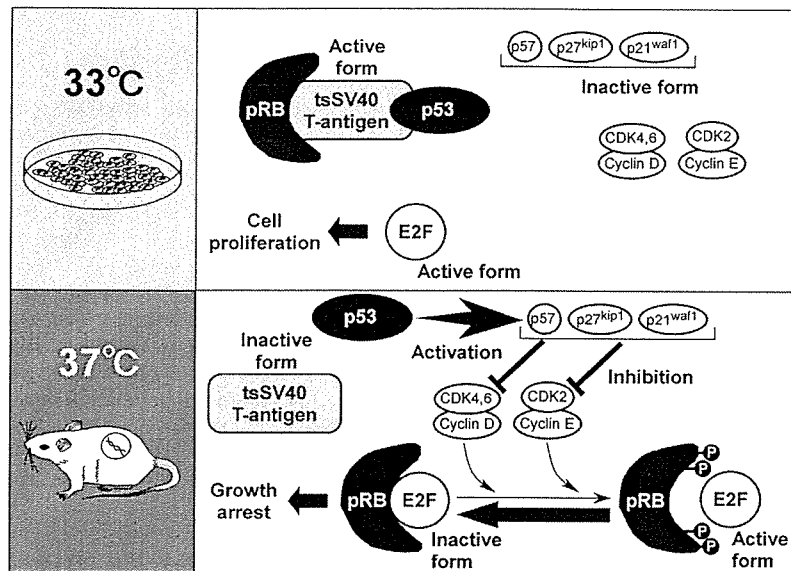 33°C
Active
form
pRB
tsSV40
T-antigen
p53
p57
p27kip1
p21waf1
Inactive form
CDK4,6
Cyclin D
CDK2
Cyclin E
Cell
proliferation
E2F
Active form
37°C
p53
Activation
p57
p27kip1
p21waf1
Inactive
form
tsSV40
T-antigen
Inhibition
CDK4,6
Cyclin D
CDK2
Cyclin E
Growth
arrest
pRB
E2F
Inactive
form
pRB
P
P
P
P
E2F
Active
form